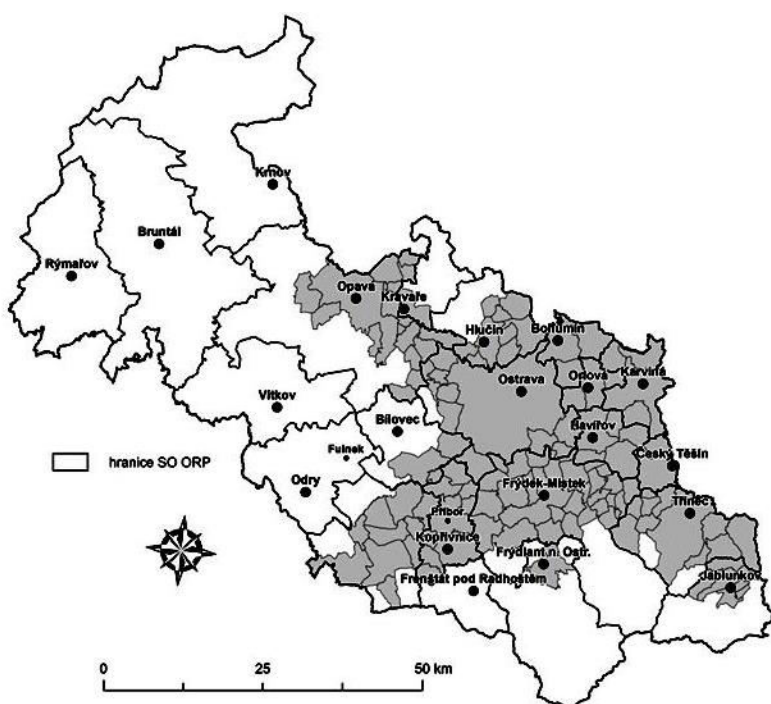 Krnov
Bruntál
Rýmařov
Opava
Kravaře
Hlučín
Bohumín
Ostrava
Orlová
Karviná
Vítkov
Bílovec
Havířov
Fulnek
Český Těšín
hranice SO ORP
Odry
Frýdek-Místek
Příbor
Třinec
Kopřivnice
Frýdlant n. Ostr.
Frenštát pod Radhoštěm
Jablunkov
0 25 50 km